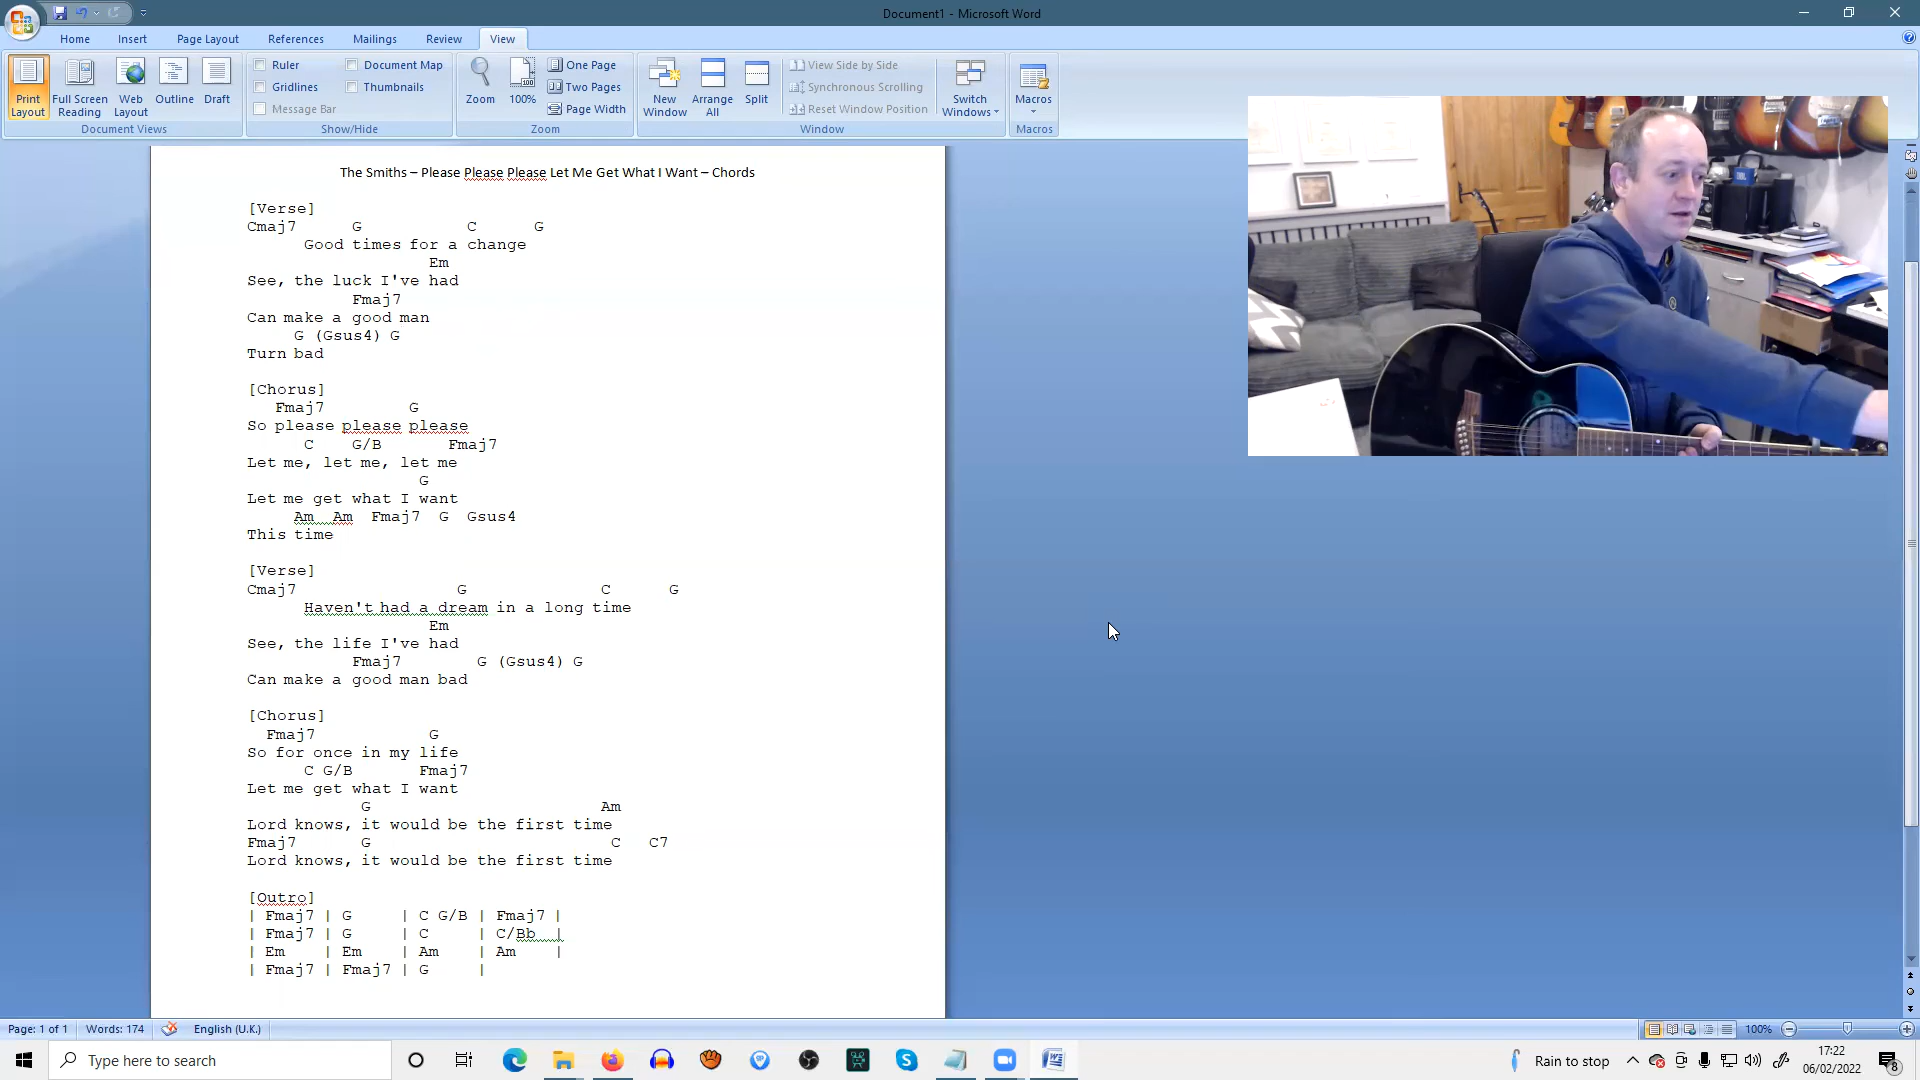 Document1 - Microsoft Word
Home Insert Page Layout References Mailings Review View
Print Layout
Full Screen Reading
Web Layout
Outline
Draft
Document Views
Ruler
Gridlines
Message Bar
Document Map
Thumbnails
Show/Hide
Zoom
100%
One Page
Two Pages
Page Width
Zoom
New Window
Arrange All
Split
View Side by Side
Synchronous Scrolling
Reset Window Position
Switch Windows
Window
Macros
Macros
The Smiths – Please Please Please Let Me Get What I Want – Chords
[Verse]
Cmaj7 G C G
Good times for a change
Em
See, the luck I've had
Fmaj7
Can make a good man
G (Gsus4) G
Turn bad
[Chorus]
Fmaj7 G
So please please please
C G/B Fmaj7
Let me, let me, let me
G
Let me get what I want
Am Am Fmaj7 G Gsus4
This time
[Verse]
Cmaj7 G C G
Haven't had a dream in a long time
Em
See, the life I've had
Fmaj7 G (Gsus4) G
Can make a good man bad
[Chorus]
Fmaj7 G
So for once in my life
C G/B Fmaj7
Let me get what I want
G Am
Lord knows, it would be the first time
Fmaj7 G C C7
Lord knows, it would be the first time
[Outro]
| Fmaj7 | G | C G/B | Fmaj7 |
| Fmaj7 | G | C | C/Bb |
| Em | Em | Am | Am |
| Fmaj7 | Fmaj7 | G |
Page: 1 of 1 Words: 174 English (U.K.) 100%
Type here to search
Rain to stop
17:22
06/02/2022
8